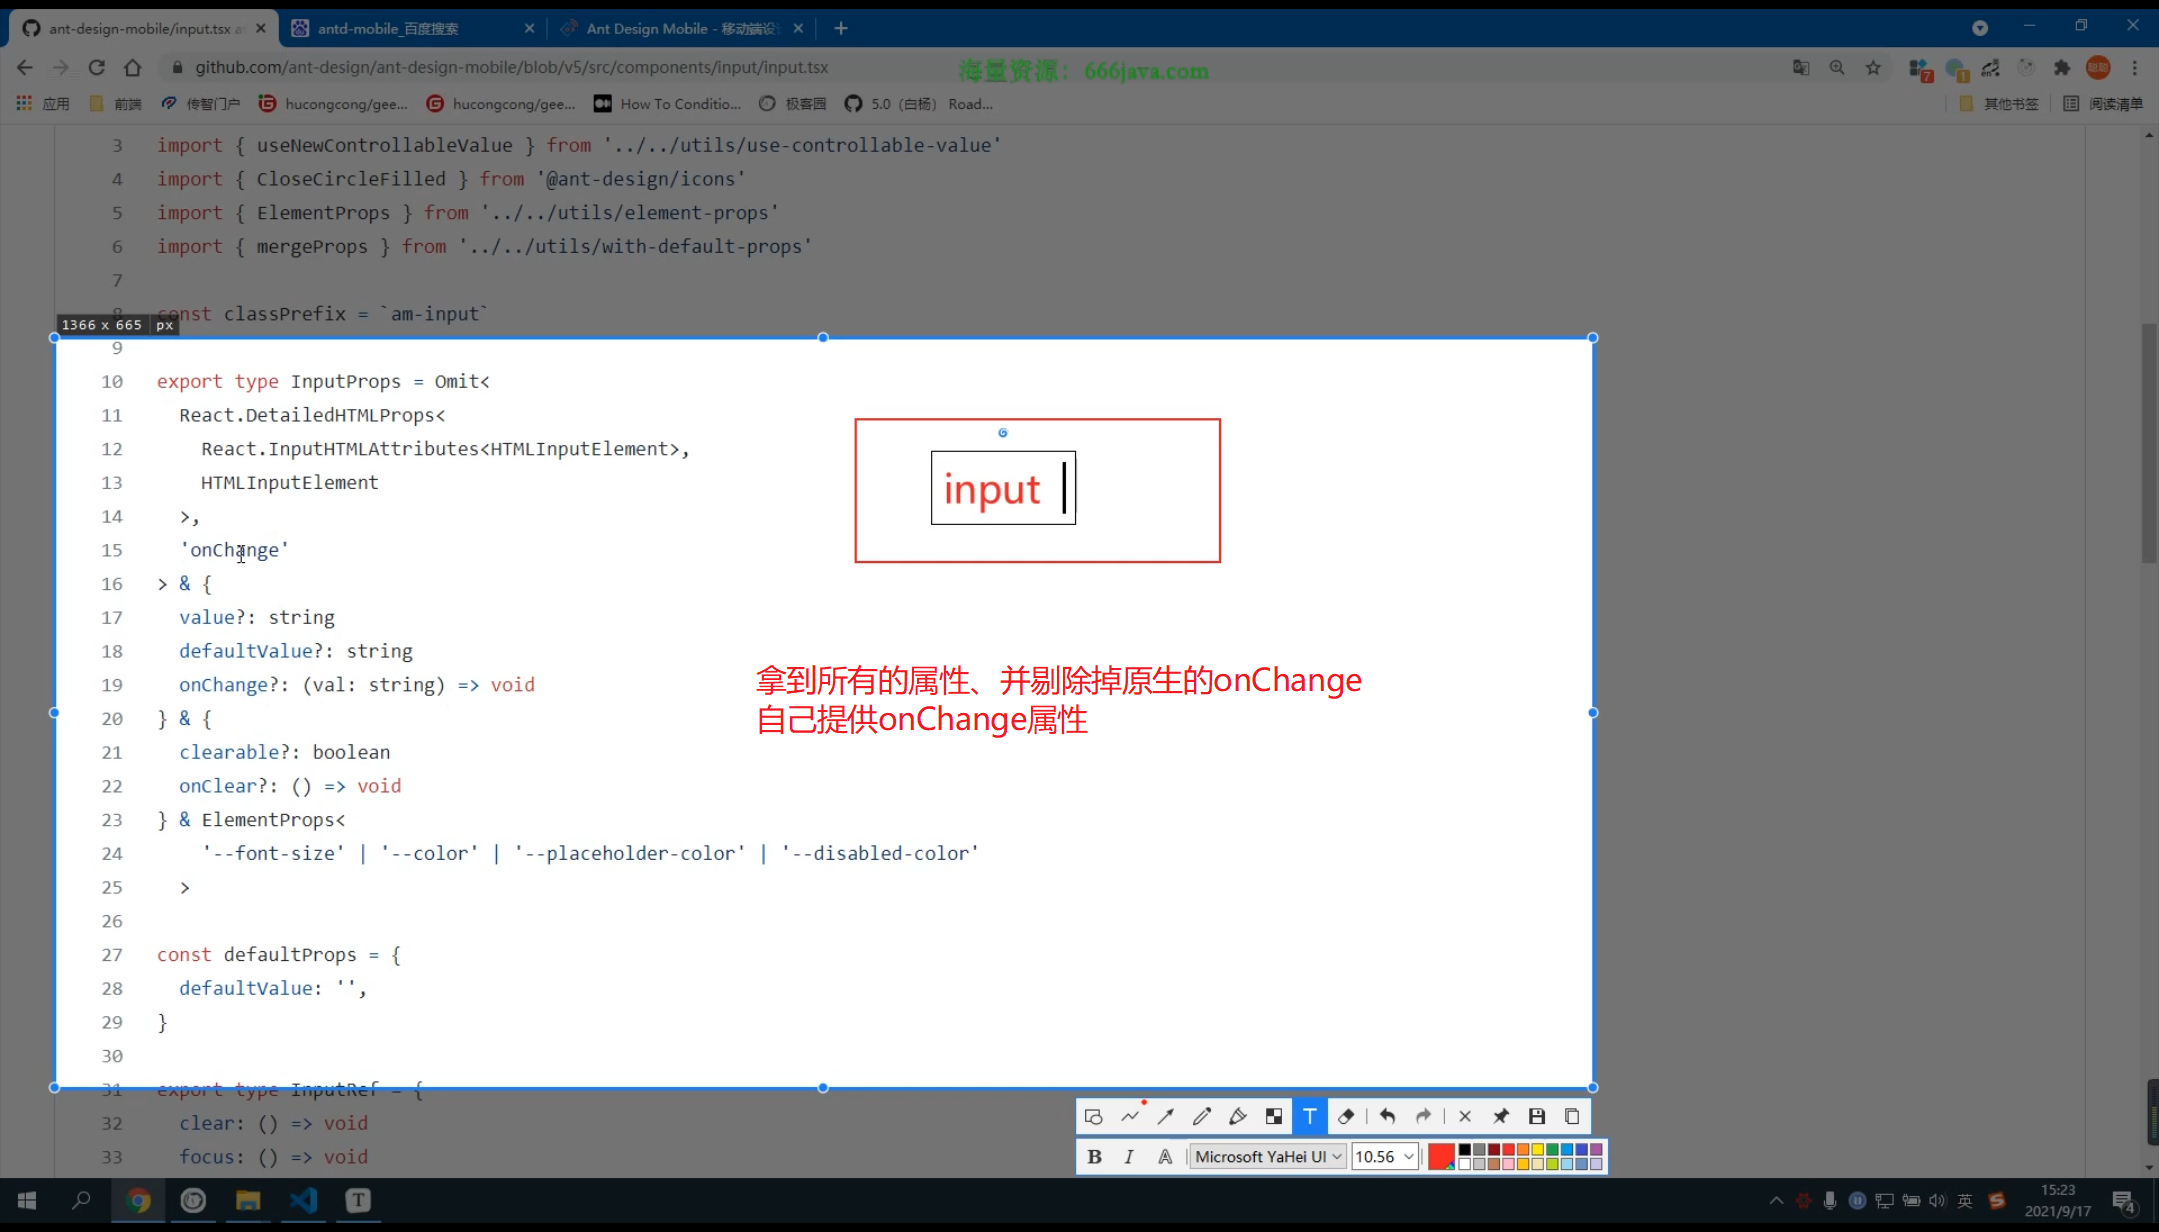 ant-design-mobile/input.tsx a
antd-mobile_百度搜索
Ant Design Mobile - 移动端设
github.com/ant-design/ant-design-mobile/blob/v5/src/components/input/input.tsx
海量资源：666java.com
7
1
应用
前端
传智门户
hucongcong/gee...
hucongcong/gee...
How To Conditio...
极客园
5.0（白杨） Road...
其他书签
阅读清单
3 import { useNewControllableValue } from '../../utils/use-controllable-value'
4 import { CloseCircleFilled } from '@ant-design/icons'
5 import { ElementProps } from '../../utils/element-props'
6 import { mergeProps } from '../../utils/with-default-props'
7
8 const classPrefix = `am-input`
1366 x 665 px
9
10 export type InputProps = Omit<
11 React.DetailedHTMLProps<
12 React.InputHTMLAttributes<HTMLInputElement>,
13 HTMLInputElement
14 >,
15 'onChange'
16 > & {
17 value?: string
18 defaultValue?: string
19 onChange?: (val: string) => void
20 } & {
21 clearable?: boolean
22 onClear?: () => void
23 } & ElementProps<
24 '--font-size' | '--color' | '--placeholder-color' | '--disabled-color'
25 >
26
27 const defaultProps = {
28 defaultValue: '',
29 }
30
31 export type InputRef = {
32 clear: () => void
33 focus: () => void
input
拿到所有的属性、并剔除掉原生的onChange
自己提供onChange属性
T
B I A Microsoft YaHei UI 10.56
T
英
15:23
2021/9/17
4